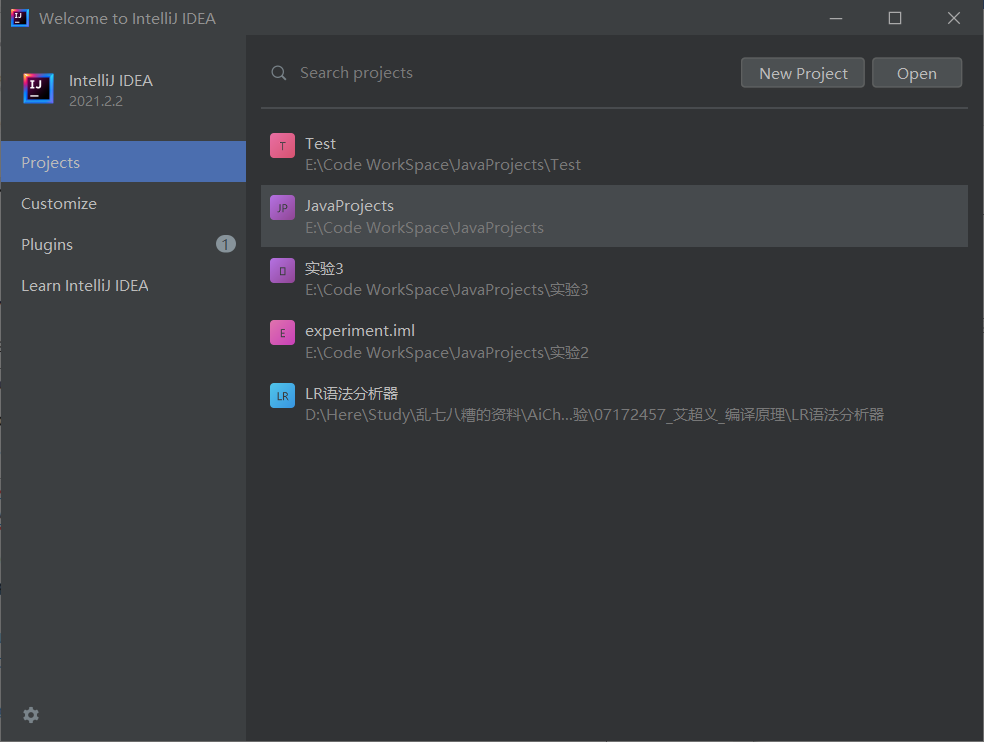 Welcome to IntelliJ IDEA
IntelliJ IDEA
2021.2.2
Projects
Customize
Plugins
1
Learn IntelliJ IDEA
Search projects
New Project
Open
T
Test
E:\Code WorkSpace\JavaProjects\Test
JP
JavaProjects
E:\Code WorkSpace\JavaProjects
D
实验3
E:\Code WorkSpace\JavaProjects\实验3
E
experiment.iml
E:\Code WorkSpace\JavaProjects\实验2
LR
LR语法分析器
D:\Here\Study\乱七八糟的资料\AiCh...验\07172457_艾超义_编译原理\LR语法分析器